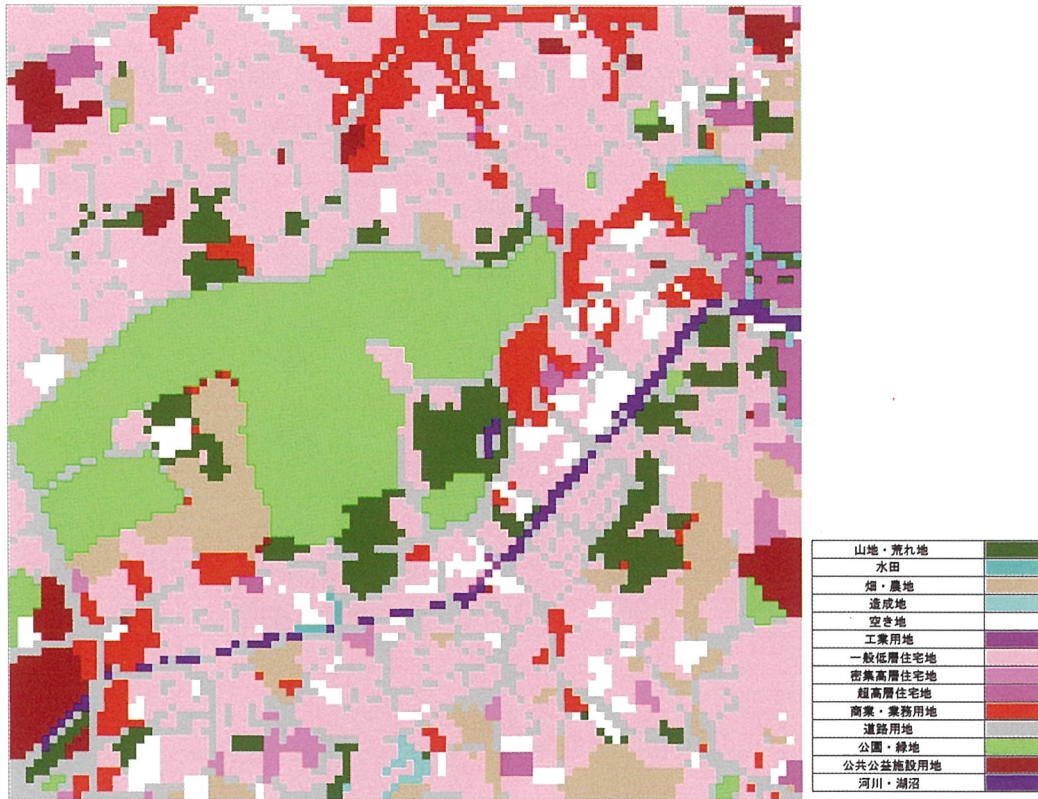 山地・荒れ地
水田
畑・農地
造成地
空き地
工業用地
一般低層住宅地
密集高層住宅地
超高層住宅地
商業・業務用地
道路用地
公園・緑地
公共公益施設用地
河川・湖沼